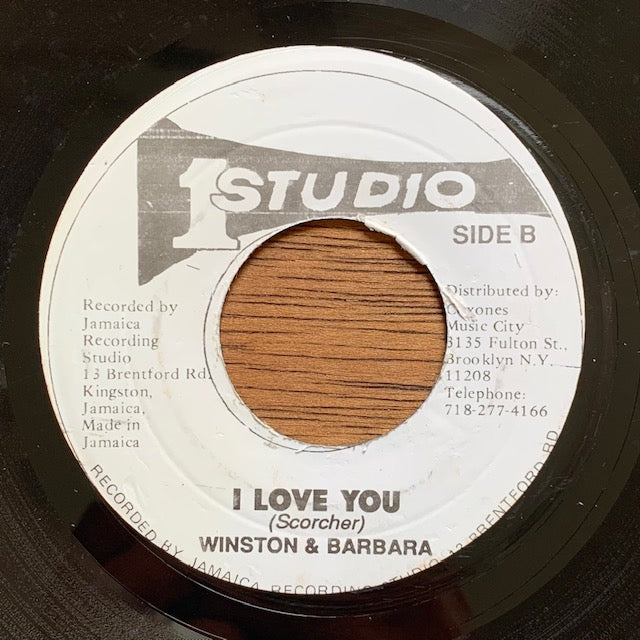 1 STUDIO
SIDE B
Recorded by
Jamaica
Recording
Studio
13 Brentford Rd.
Kingston,
Jamaica,
Made in
Jamaica
Distributed by:
Music City
3135 Fulton St.,
Brooklyn N.Y.
11208
Telephone:
718-277-4166
I LOVE YOU
(Scorcher)
WINSTON & BARBARA
RECORDED BY JAMAICA RECORDING STUDIO 13 BRENTFORD RD